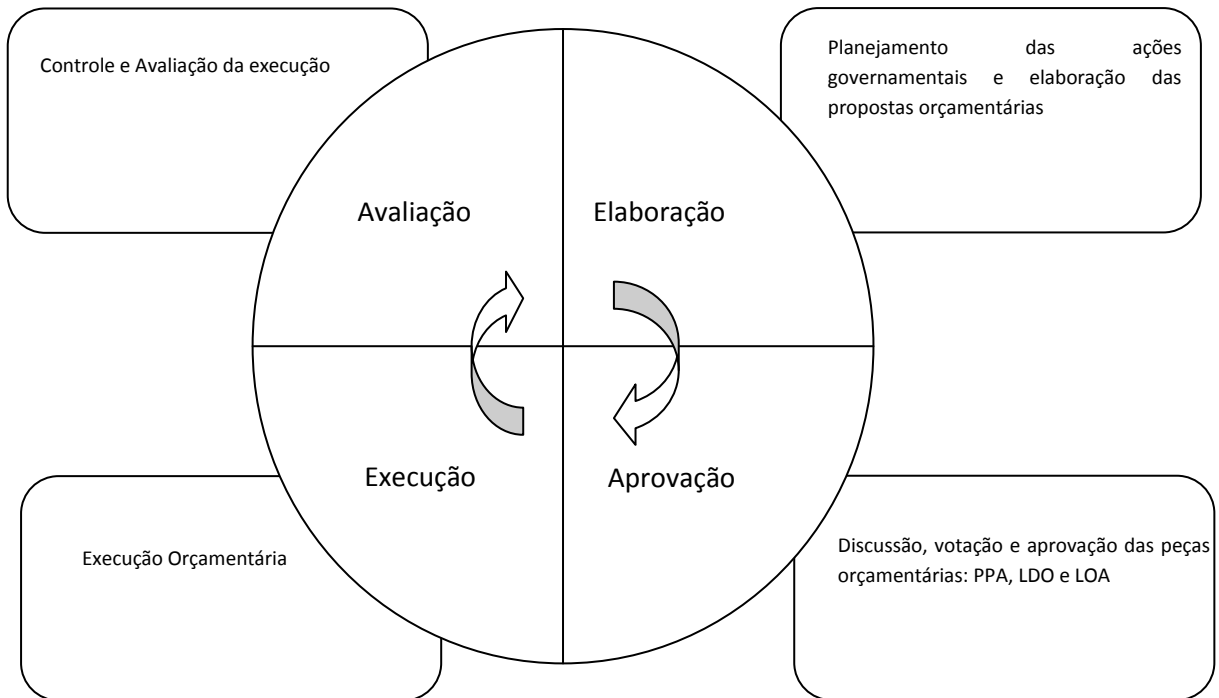 Controle e Avaliação da execução
Planejamento das ações
governamentais e elaboração das
propostas orçamentárias
Avaliação
Elaboração
Execução
Aprovação
Execução Orçamentária
Discussão, votação e aprovação das peças
orçamentárias: PPA, LDO e LOA